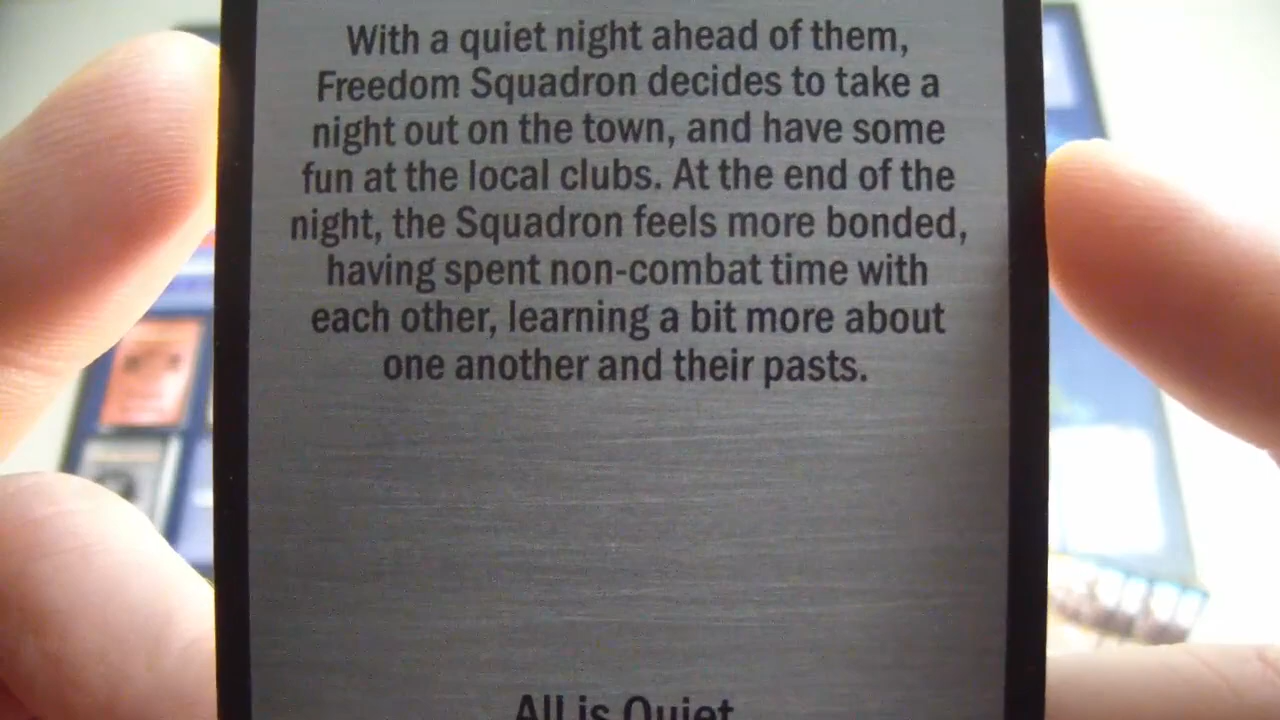 With a quiet night ahead of them,
Freedom Squadron decides to take a
night out on the town, and have some
fun at the local clubs. At the end of the
night, the Squadron feels more bonded,
having spent non-combat time with
each other, learning a bit more about
one another and their pasts.
All is Quiet